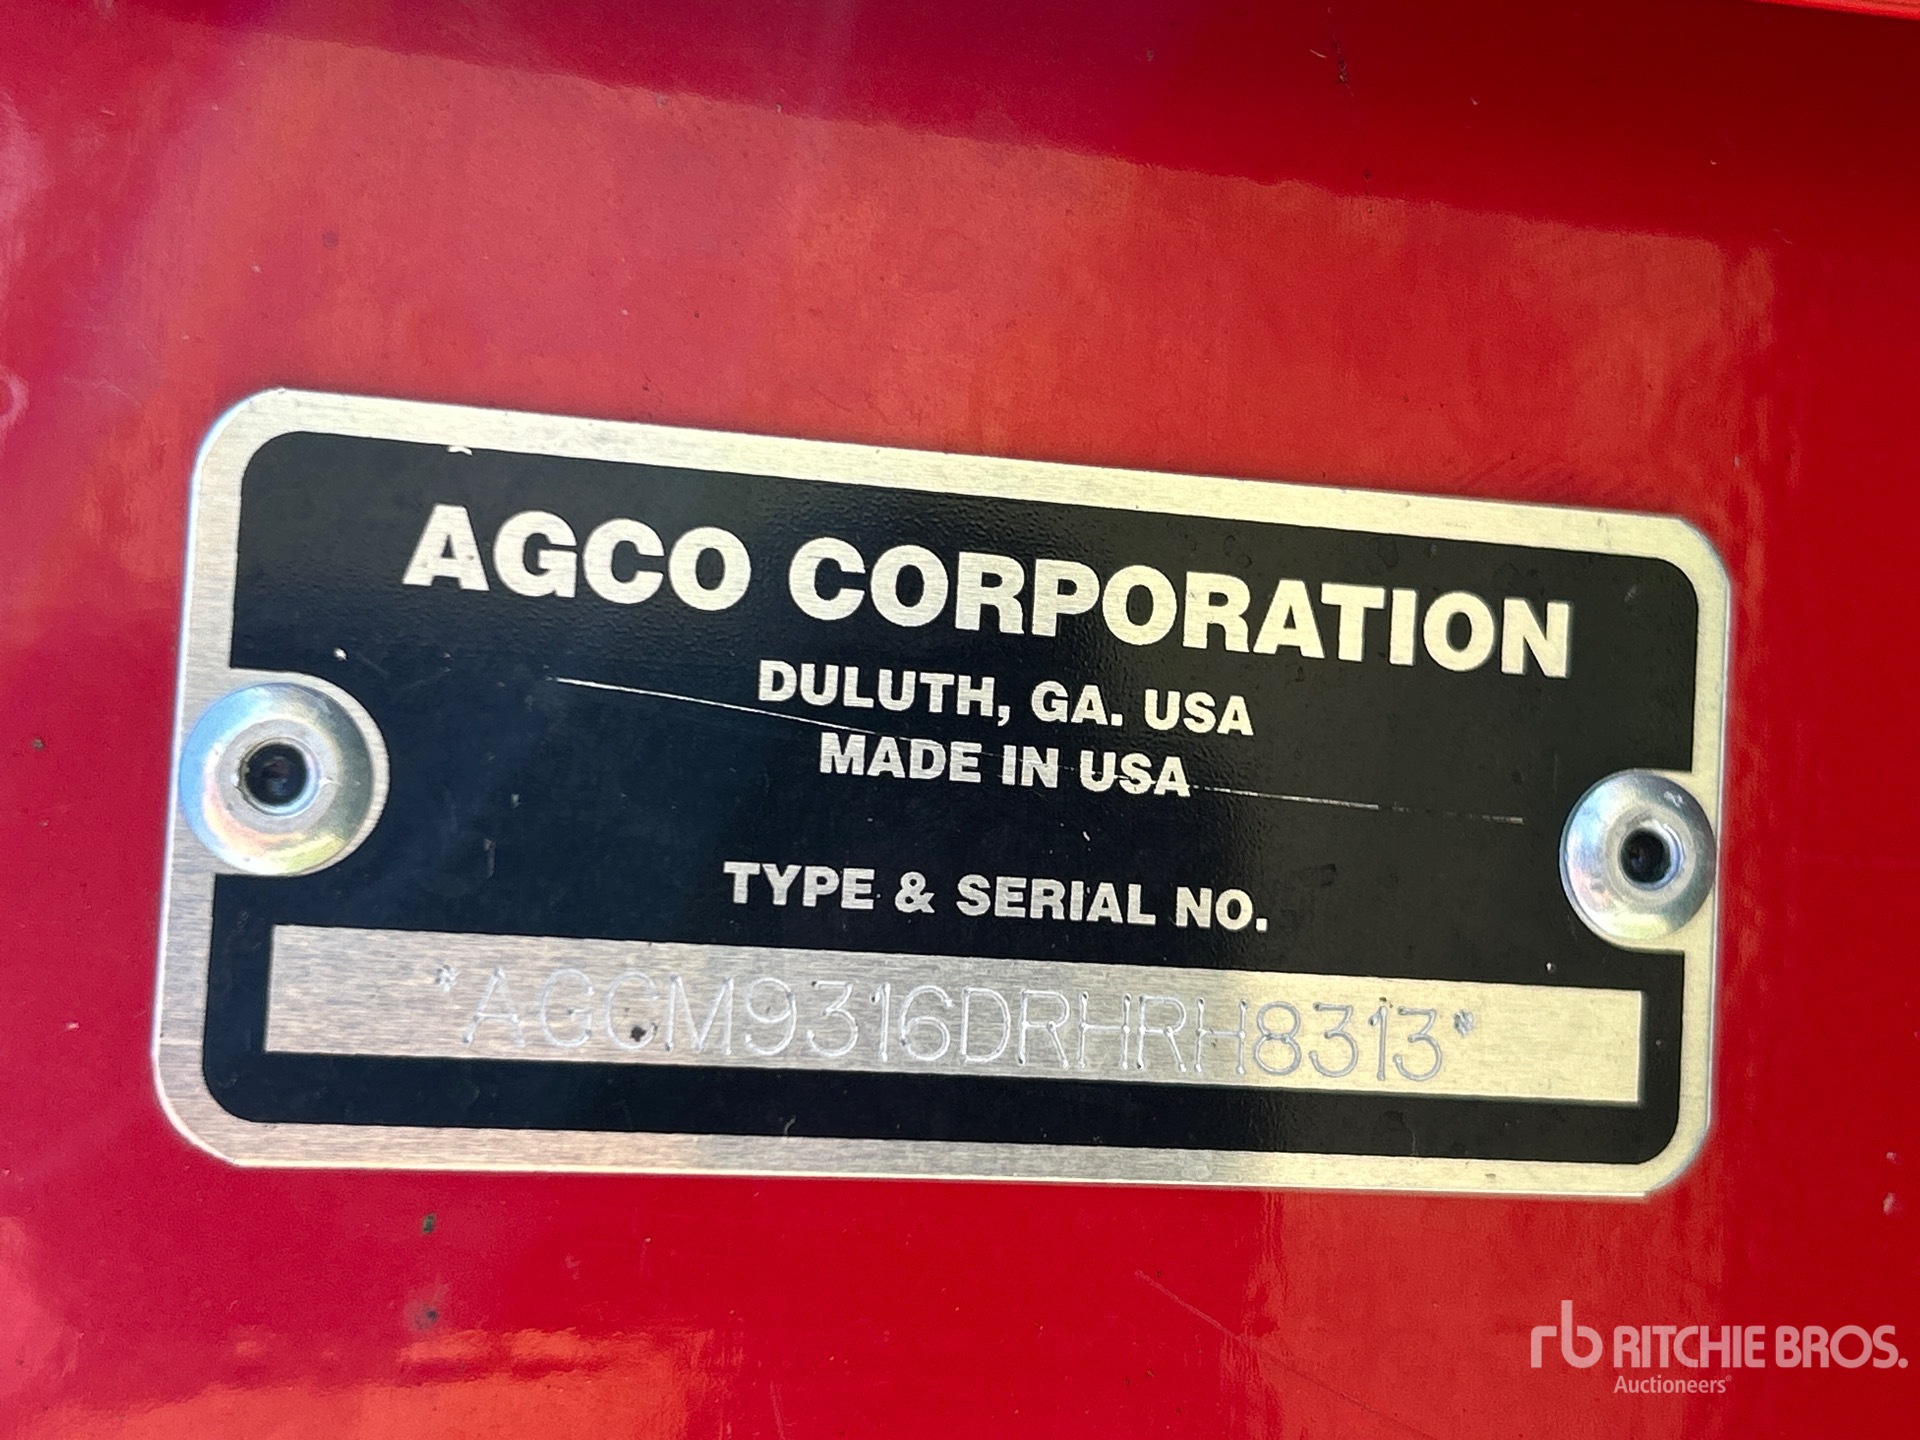 AGCO CORPORATION
DULUTH, GA. USA
MADE IN USA
TYPE & SERIAL NO.
*AGCM9316DRHRH8313*
rb RITCHIE BROS.
Auctioneers®